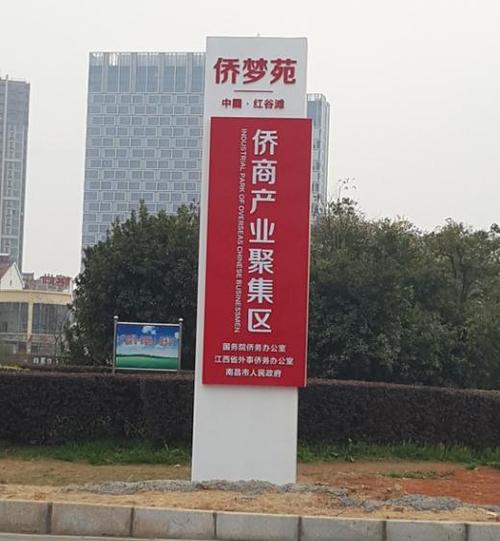 侨梦苑
中国·红谷滩
侨商产业聚集区
INDUSTRIAL PARK OF OVERSEAS CHINESE BUSINESSMEN
国务院侨务办公室
江西省外事侨务办公室
南昌市人民政府